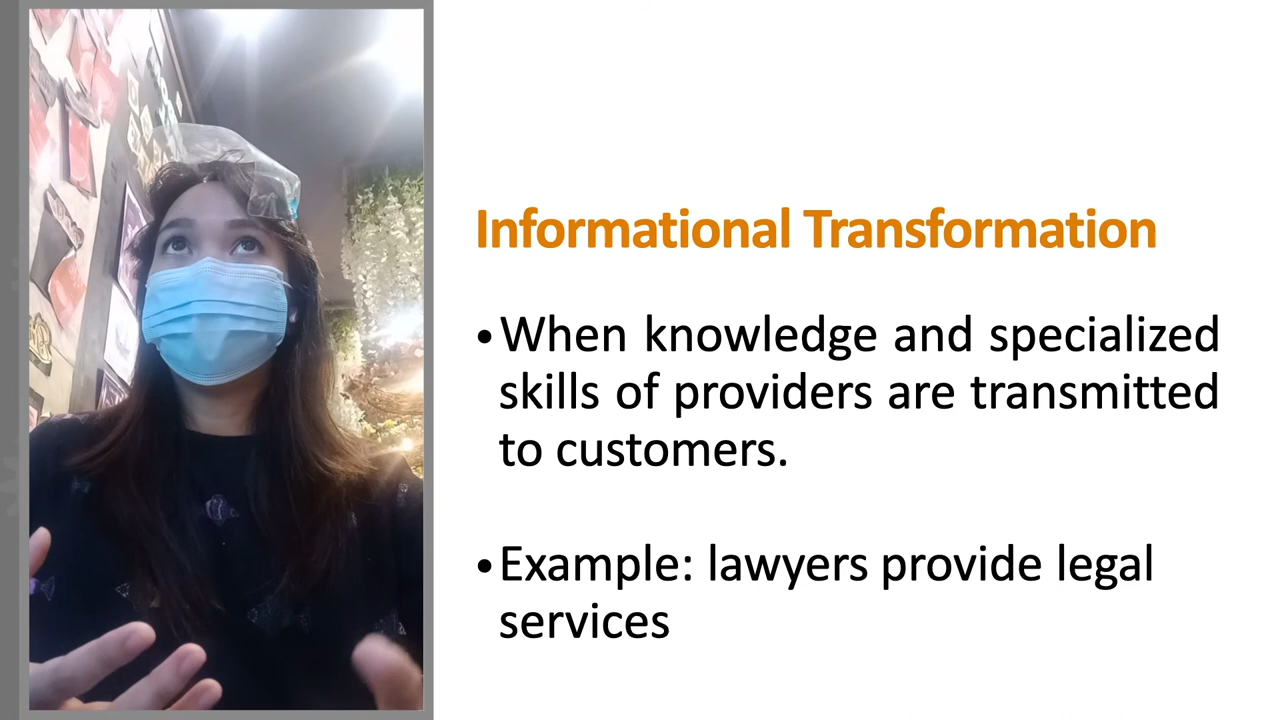 Informational Transformation
•When knowledge and specialized
skills of providers are transmitted
to customers.
•Example: lawyers provide legal
services